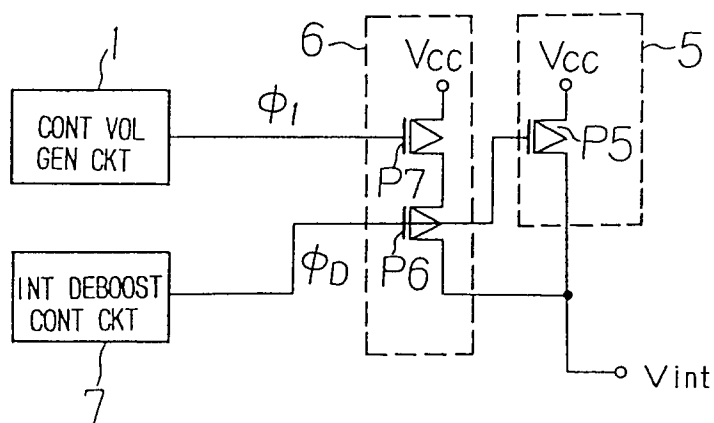 1
6
5
VCC
VCC
CONT VOL
GEN CKT
φ1
P7
P5
INT DEBOOST
CONT CKT
φD
P6
7
Vint